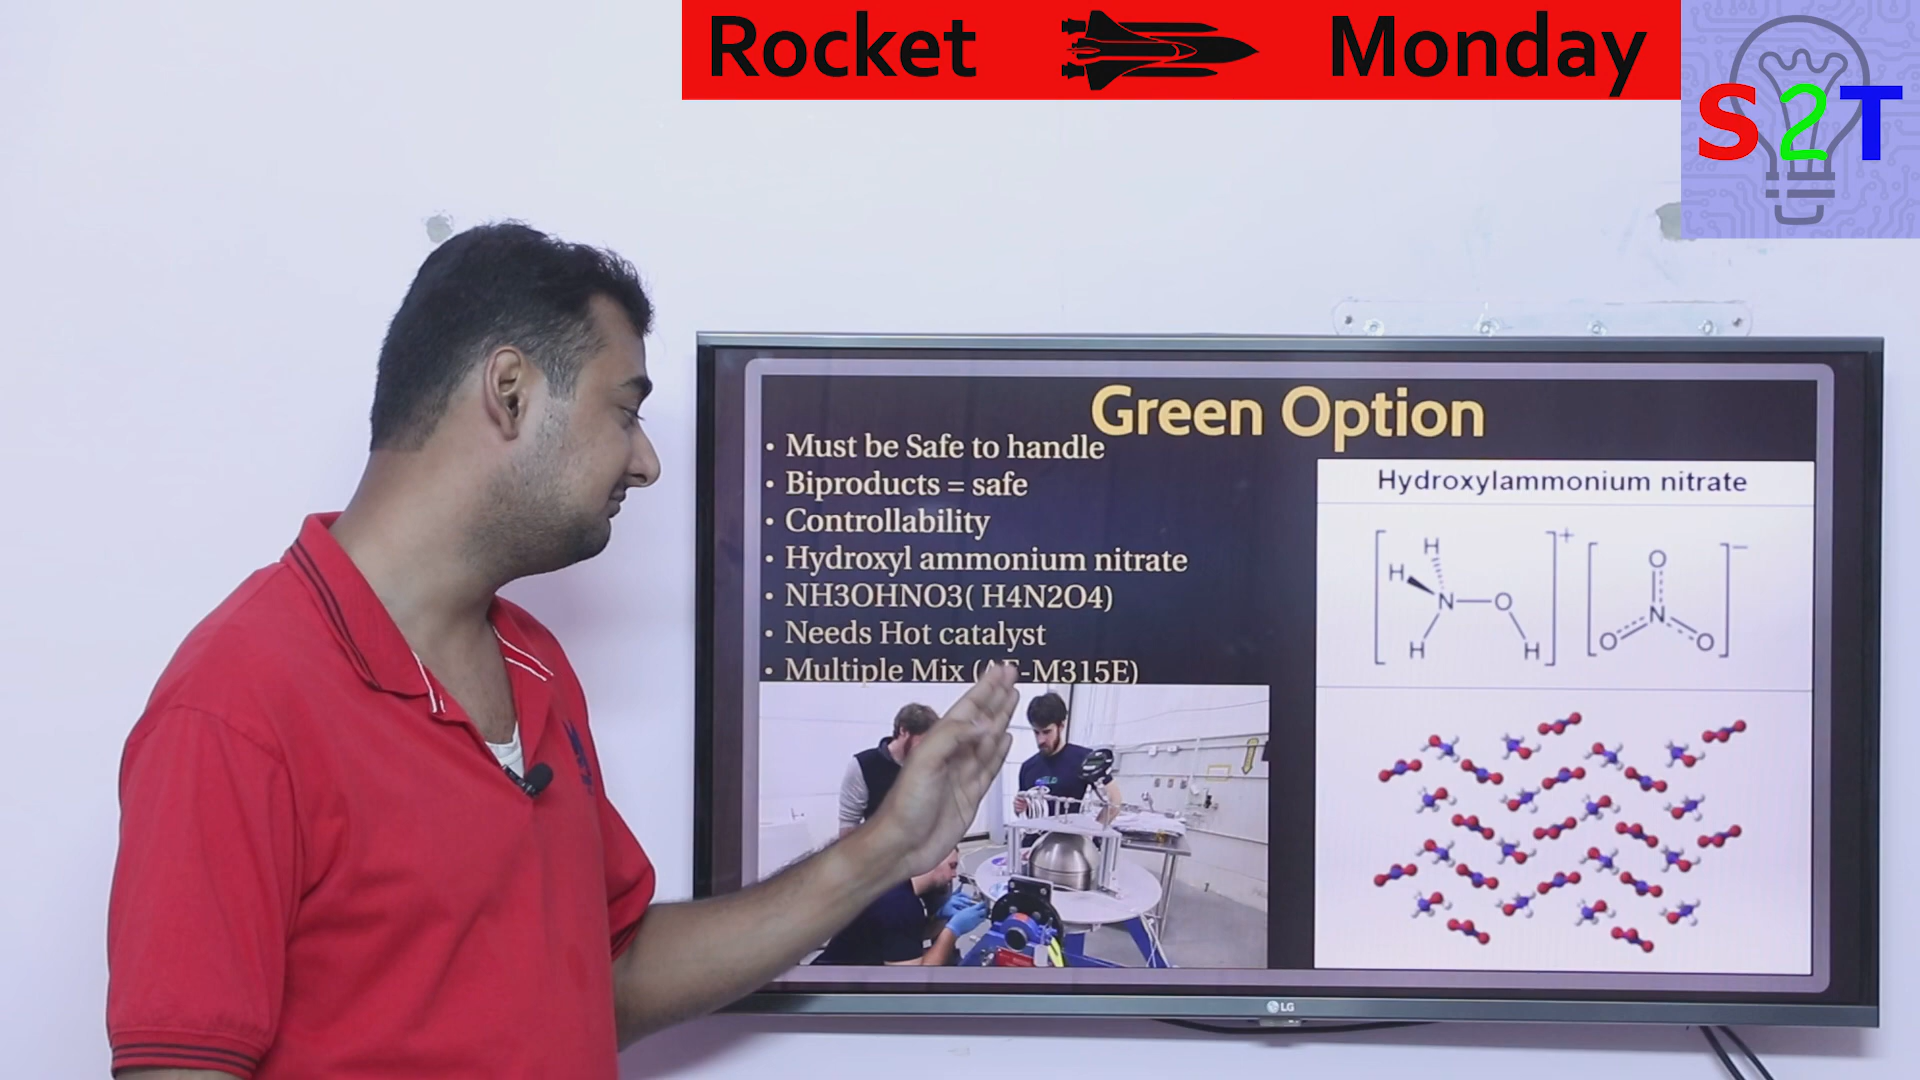 Rocket Monday
S2T
Green Option
• Must be Safe to handle
• Biproducts = safe
• Controllability
• Hydroxyl ammonium nitrate
• NH3OHNO3( H4N2O4)
• Needs Hot catalyst
• Multiple Mix (AF-M315E)
Hydroxylammonium nitrate
H
H
N
O
H
H
+
O
N
O
O
−
LG